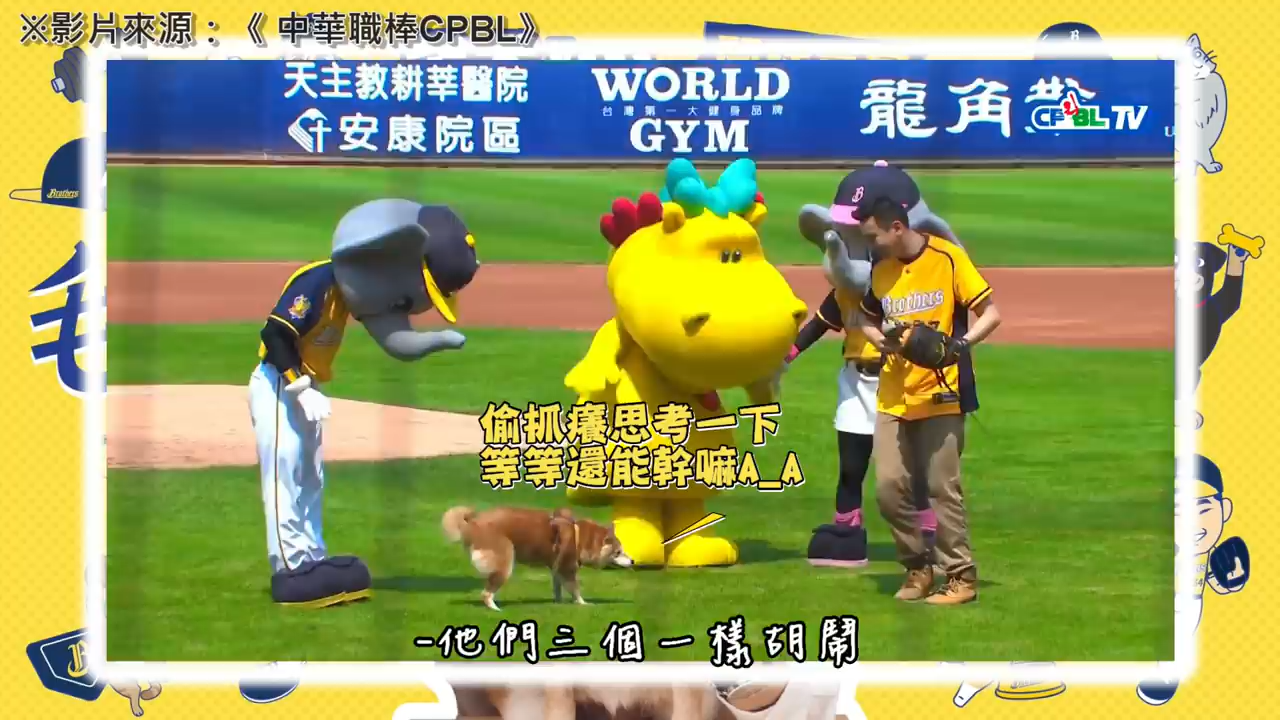 ※影片來源：《 中華職棒CPBL》
天主教耕莘醫院
安康院區
WORLD
台灣第一大健身品牌
GYM
龍角散
CPBL TV
Brothers
B
Brothers
毛
偷抓癢思考一下
等等還能幹嘛A_A
-他們三個一樣胡鬧
B